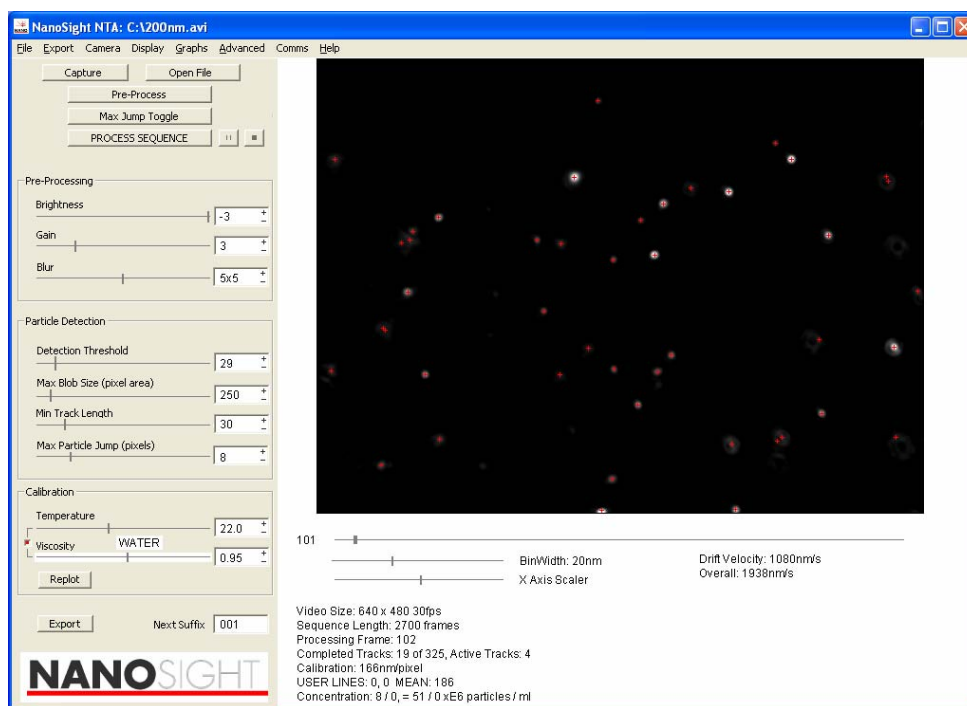 NanoSight NTA: C:\200nm.avi
File Export Camera Display Graphs Advanced Comms Help
Capture Open File
Pre-Process
Max Jump Toggle
PROCESS SEQUENCE
Pre-Processing
Brightness
-3
Gain
3
Blur
5x5
Particle Detection
Detection Threshold
29
Max Blob Size (pixel area)
250
Min Track Length
30
Max Particle Jump (pixels)
8
Calibration
Temperature
22.0
Viscosity WATER
0.95
Replot
Export Next Suffix 001
NANOSIGHT
101
BinWidth: 20nm
X Axis Scaler
Drift Velocity: 1080nm/s
Overall: 1938nm/s
Video Size: 640 x 480 30fps
Sequence Length: 2700 frames
Processing Frame: 102
Completed Tracks: 19 of 325, Active Tracks: 4
Calibration: 166nm/pixel
USER LINES: 0, 0 MEAN: 186
Concentration: 8 / 0, = 51 / 0 xE6 particles / ml